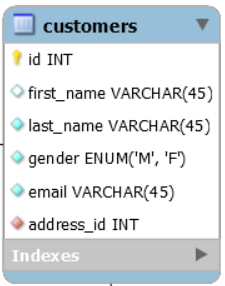 customers
id INT
first_name VARCHAR(45)
last_name VARCHAR(45)
gender ENUM('M', 'F')
email VARCHAR(45)
address_id INT
Indexes